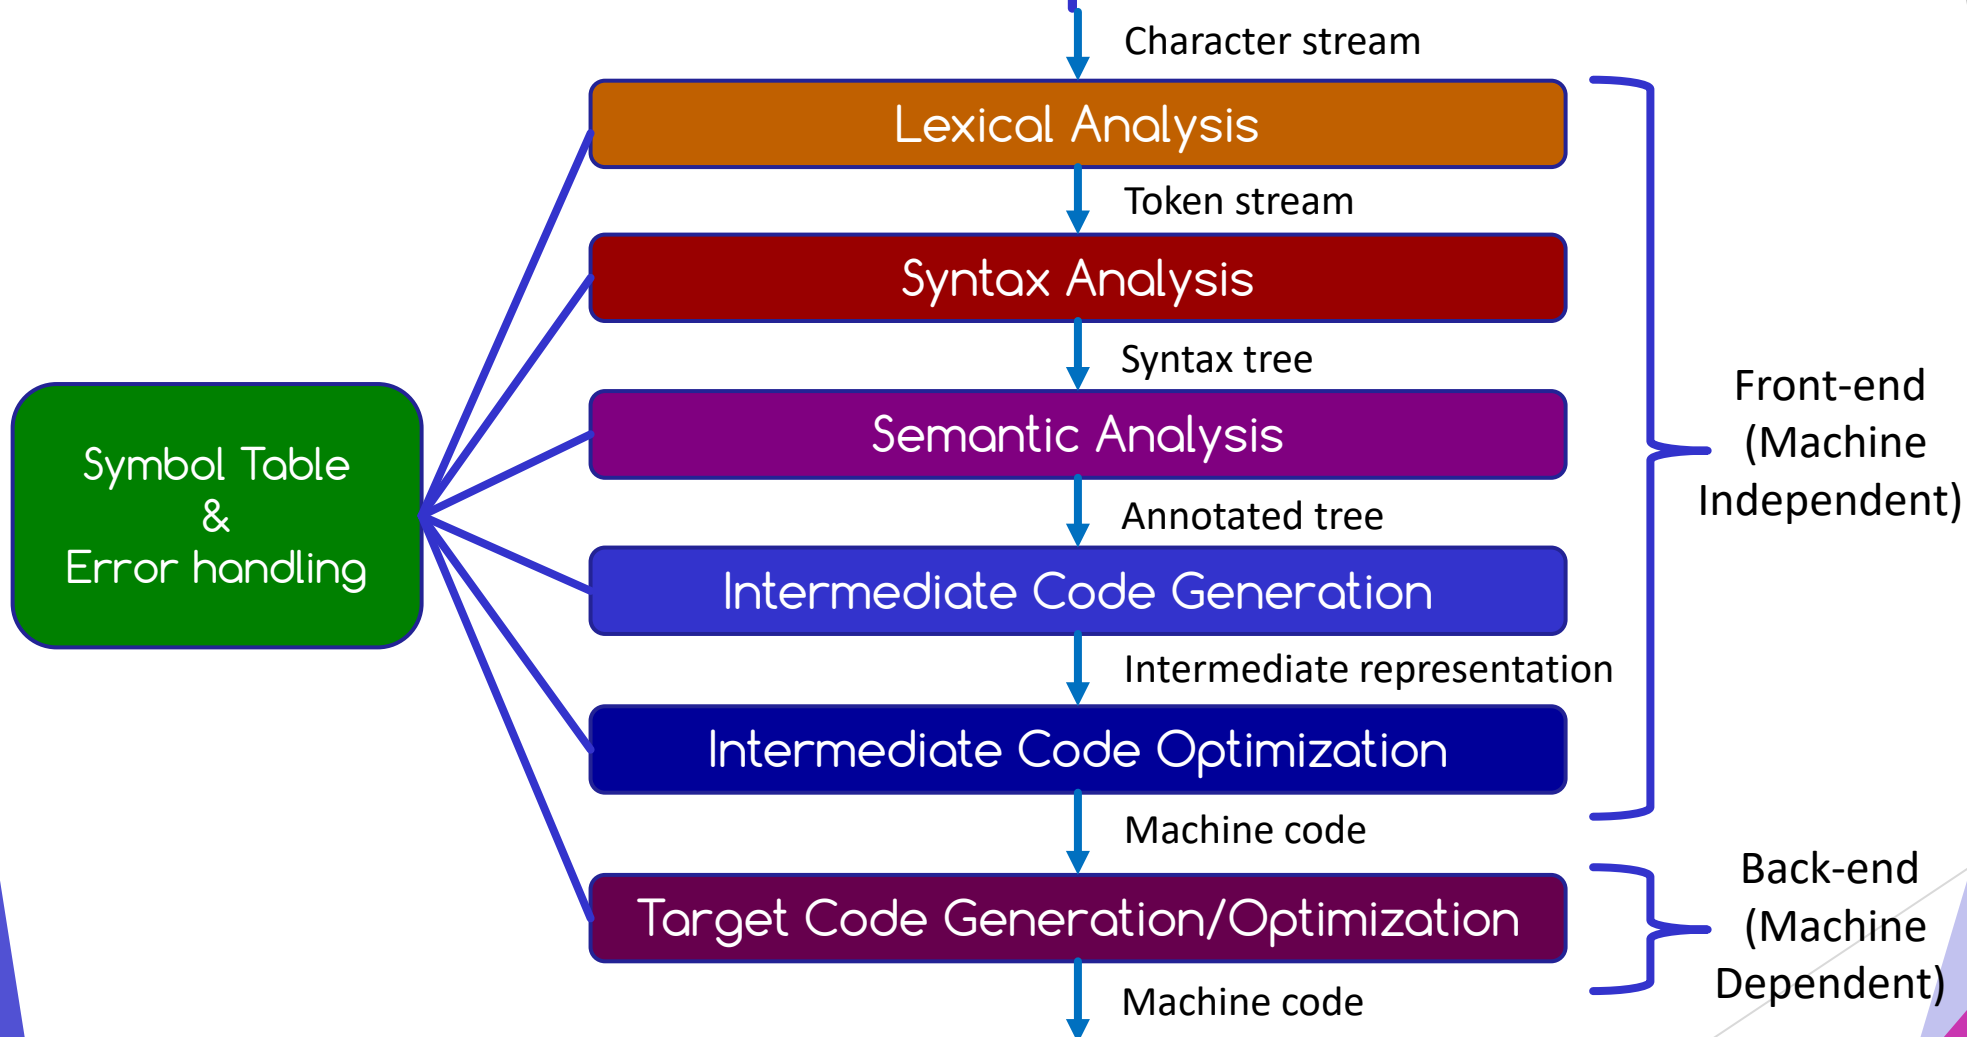 Character stream
Lexical Analysis
Token stream
Syntax Analysis
Syntax tree
Semantic Analysis
Annotated tree
Intermediate Code Generation
Intermediate representation
Intermediate Code Optimization
Machine code
Target Code Generation/Optimization
Machine code
Symbol Table
&
Error handling
Front-end
(Machine
Independent)
Back-end
(Machine
Dependent)